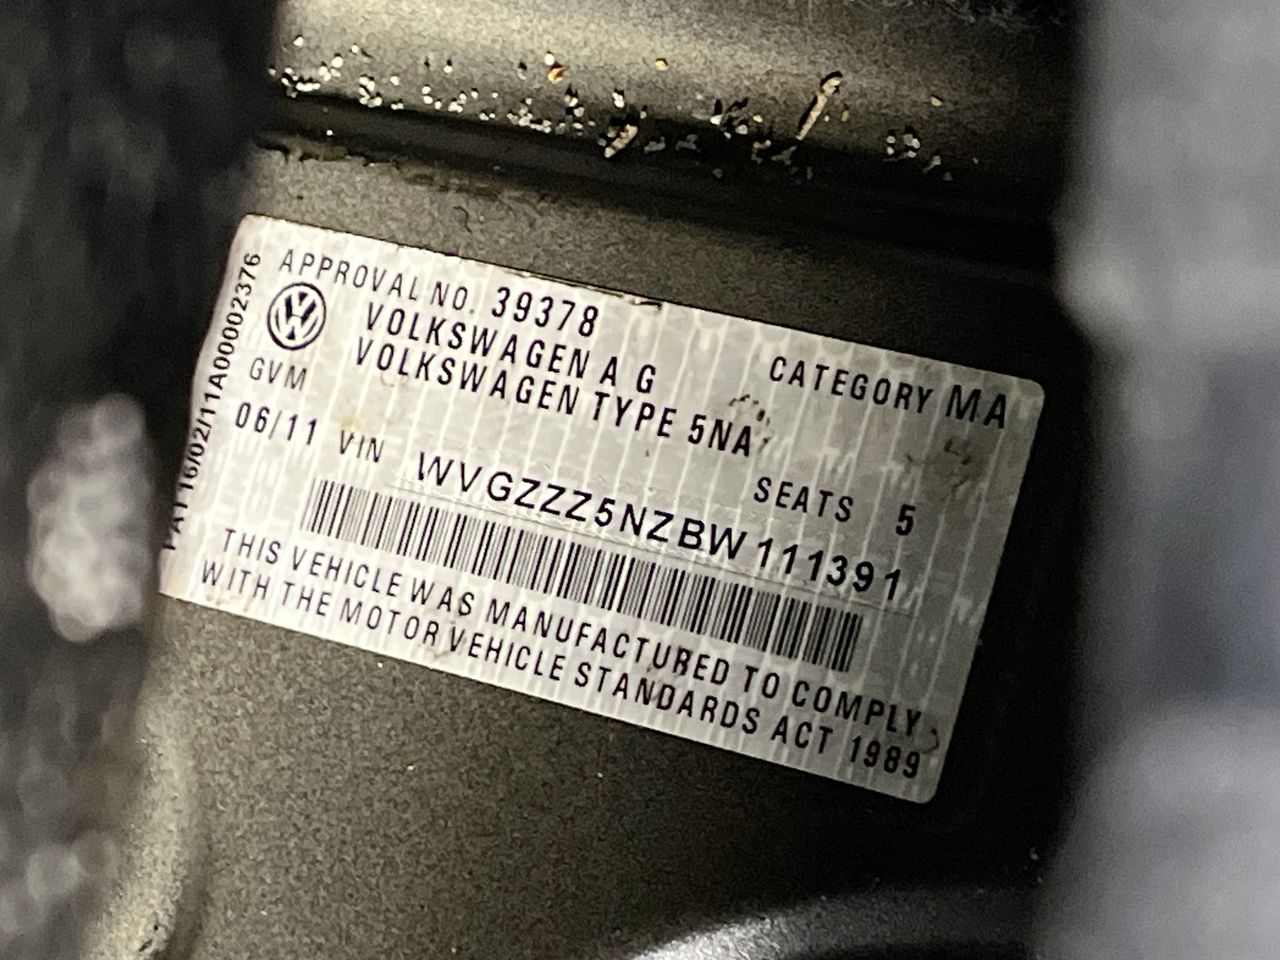 PAT 16/02/11A00002376
APPROVAL NO. 39378
CATEGORY MA
VOLKSWAGEN A G
VOLKSWAGEN TYPE 5NA
GVM
SEATS 5
06/11 VIN WVGZZZ5NZBW111391
THIS VEHICLE WAS MANUFACTURED TO COMPLY
WITH THE MOTOR VEHICLE STANDARDS ACT 1989